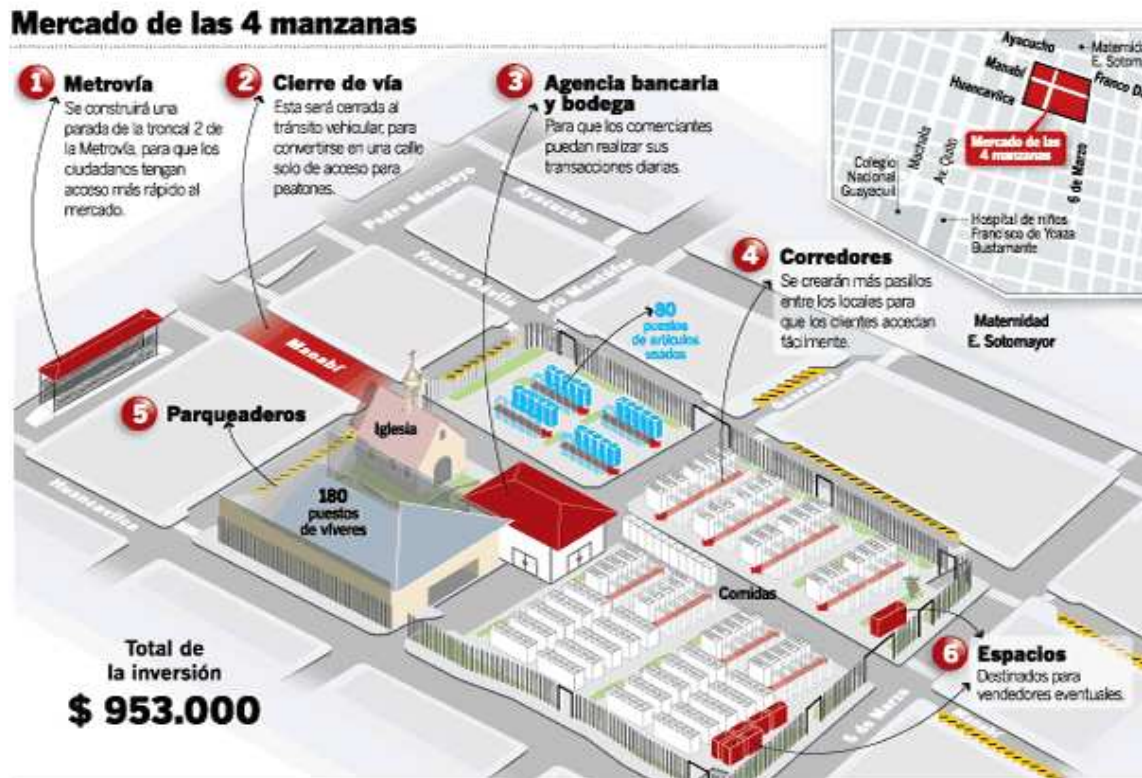 Mercado de las 4 manzanas
1 Metrovía
Se construirá una
parada de la troncal 2 de
la Metrovía, para que los
ciudadanos tengan
acceso más rápido al
mercado.
2 Cierre de vía
Esta será cerrada al
tránsito vehicular, para
convertirse en una calle
solo de acceso para
peatones.
3 Agencia bancaria
y bodega
Para que los comerciantes
puedan realizar sus
transacciones diarias.
Ayacucho
Manabí
Huancavilca
Maternid
E. Sotom
Franco D
Mercado de las
4 manzanas
Colegio
Nacional
Guayaquil
Machala
Av. Quito
6 de Marzo
Hospital de niños
Francisco de Ycaza
Bustamante
4 Corredores
Se crearán más pasillos
entre los locales para
que los clientes accedan
fácilmente.
Maternidad
E. Sotomayor
Pedro Moncayo
Ayacucho
Franco Dávila
Manabí
80
puestos
de artículos
usados
5 Parqueaderos
Iglesia
Huancavilca
180
puestos
de víveres
Comidas
6 de Marzo
6 Espacios
Destinados para
vendedores eventuales.
Total de
la inversión
$ 953.000